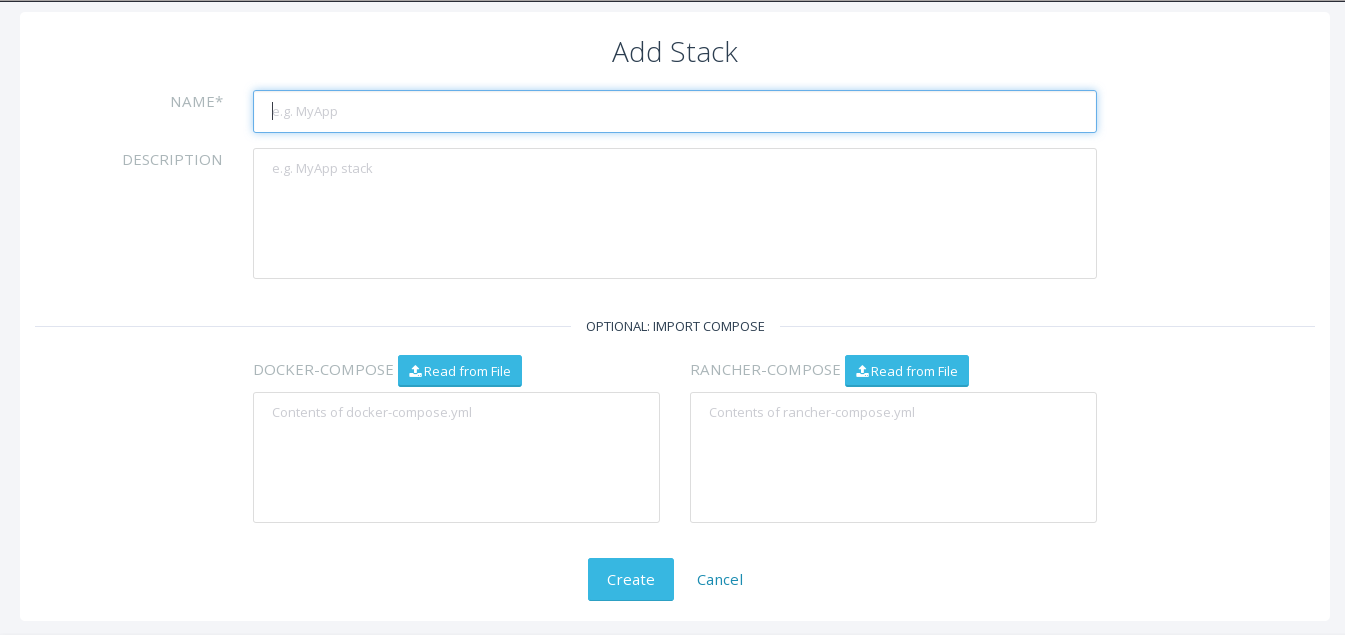 Add Stack
NAME*
e.g. MyApp
DESCRIPTION
e.g. MyApp stack
OPTIONAL: IMPORT COMPOSE
DOCKER-COMPOSE Read from File
Contents of docker-compose.yml
RANCHER-COMPOSE Read from File
Contents of rancher-compose.yml
Create Cancel